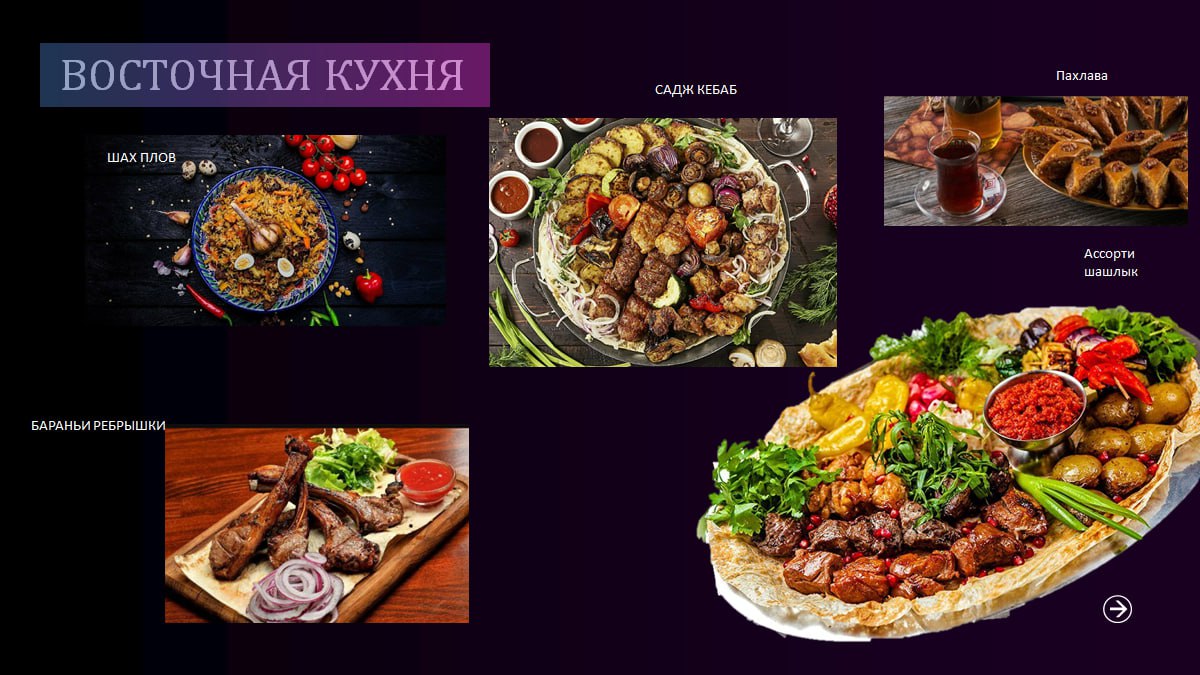 ВОСТОЧНАЯ КУХНЯ
САДЖ КЕБАБ
Пахлава
ШАХ ПЛОВ
Ассорти
шашлык
БАРАНЬИ РЕБРЫШКИ